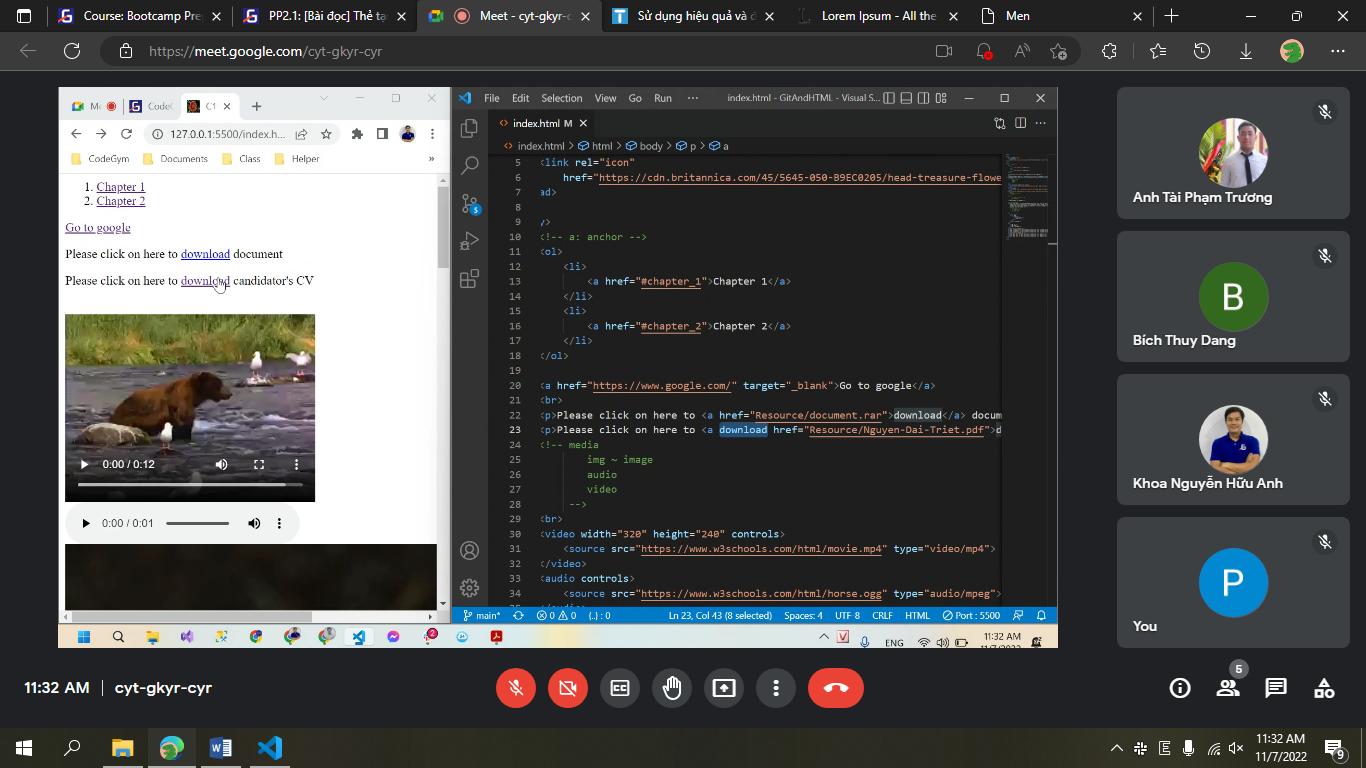 Course: Bootcamp Pre
PP2.1: [Bài đọc] Thẻ tạ
Meet - cyt-gkyr-c
Sử dụng hiệu quả và c
Lorem Ipsum - All the
Men
https://meet.google.com/cyt-gkyr-cyr
CodeG
C1
127.0.0.1:5500/index.h...
CodeGym
Documents
Class
Helper
»
1. Chapter 1
2. Chapter 2
Go to google
Please click on here to download document
Please click on here to download candidator's CV
0:00 / 0:12
0:00 / 0:01
File Edit Selection View Go Run ···
index.html - GitAndHTML - Visual S...
index.html M
index.html > html > body > p > a
5 <link rel="icon"
6 href="https://cdn.britannica.com/45/5645-050-B9EC0205/head-treasure-flowe
7 ad>
8
9 y>
10 <!-- a: anchor -->
11 <ol>
12 <li>
13 <a href="#chapter_1">Chapter 1</a>
14 </li>
15 <li>
16 <a href="#chapter_2">Chapter 2</a>
17 </li>
18 </ol>
19
20 <a href="https://www.google.com/" target="_blank">Go to google</a>
21 <br>
22 <p>Please click on here to <a href="Resource/document.rar">download</a> docum
23 <p>Please click on here to <a download href="Resource/Nguyen-Dai-Triet.pdf">d
24 <!-- media
25 img ~ image
26 audio
27 video
28 -->
29 <br>
30 <video width="320" height="240" controls>
31 <source src="https://www.w3schools.com/html/movie.mp4" type="video/mp4">
32 </video>
33 <audio controls>
34 <source src="https://www.w3schools.com/html/horse.ogg" type="audio/mpeg">
main*
0 0 {..} : 0
Ln 23, Col 43 (8 selected) Spaces: 4 UTF-8 CRLF HTML Port : 5500
2
ENG
11:32 AM
Anh Tài Phạm Trương
B
Bích Thuy Dang
Khoa Nguyễn Hữu Anh
P
You
11:32 AM | cyt-gkyr-cyr
5
11:32 AM
11/7/2022
9